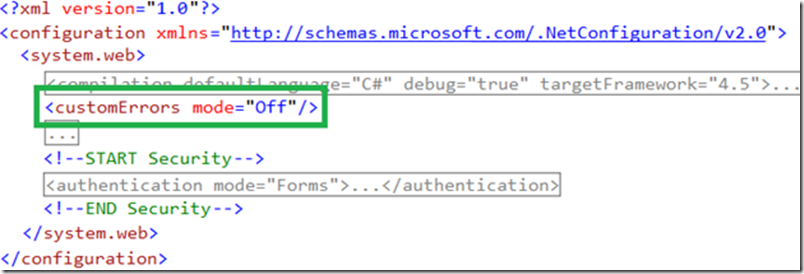 <?xml version="1.0"?>
<configuration xmlns="http://schemas.microsoft.com/.NetConfiguration/v2.0">
<system.web>
<compilation defaultLanguage="C#" debug="true" targetFramework="4.5">...
<customErrors mode="Off"/>
...
<!--START Security-->
<authentication mode="Forms">...</authentication>
<!--END Security-->
</system.web>
</configuration>